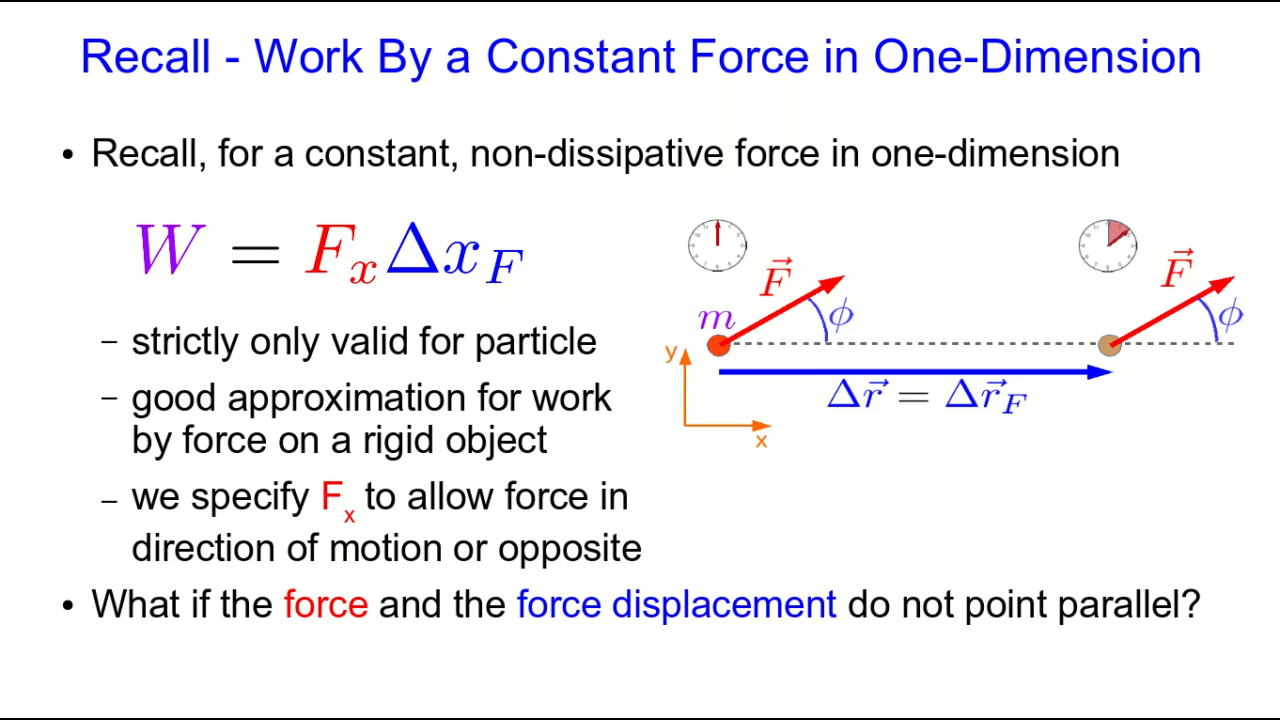 Recall - Work By a Constant Force in One-Dimension
• Recall, for a constant, non-dissipative force in one-dimension
W = FₓΔx_F
– strictly only valid for particle
– good approximation for work
by force on a rigid object
– we specify Fₓ to allow force in
direction of motion or opposite
• What if the force and the force displacement do not point parallel?
m
F⃗
ϕ
F⃗
ϕ
y
x
Δr⃗ = Δr⃗_F